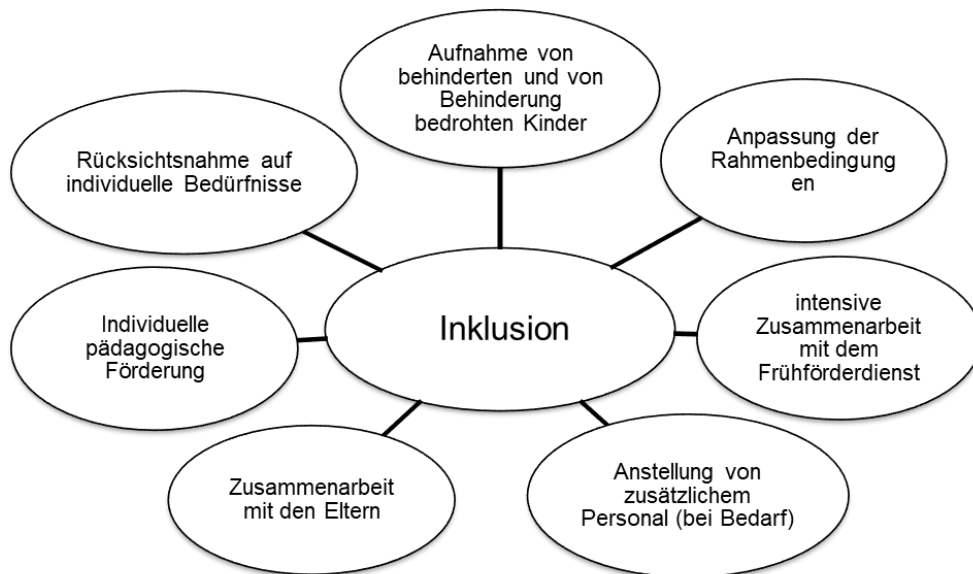 Aufnahme von
behinderten und von
Behinderung
bedrohten Kinder
Rücksichtsnahme auf
individuelle Bedürfnisse
Anpassung der
Rahmenbedingung
en
Inklusion
Individuelle
pädagogische
Förderung
intensive
Zusammenarbeit
mit dem
Frühförderdienst
Zusammenarbeit
mit den Eltern
Anstellung von
zusätzlichem
Personal (bei Bedarf)